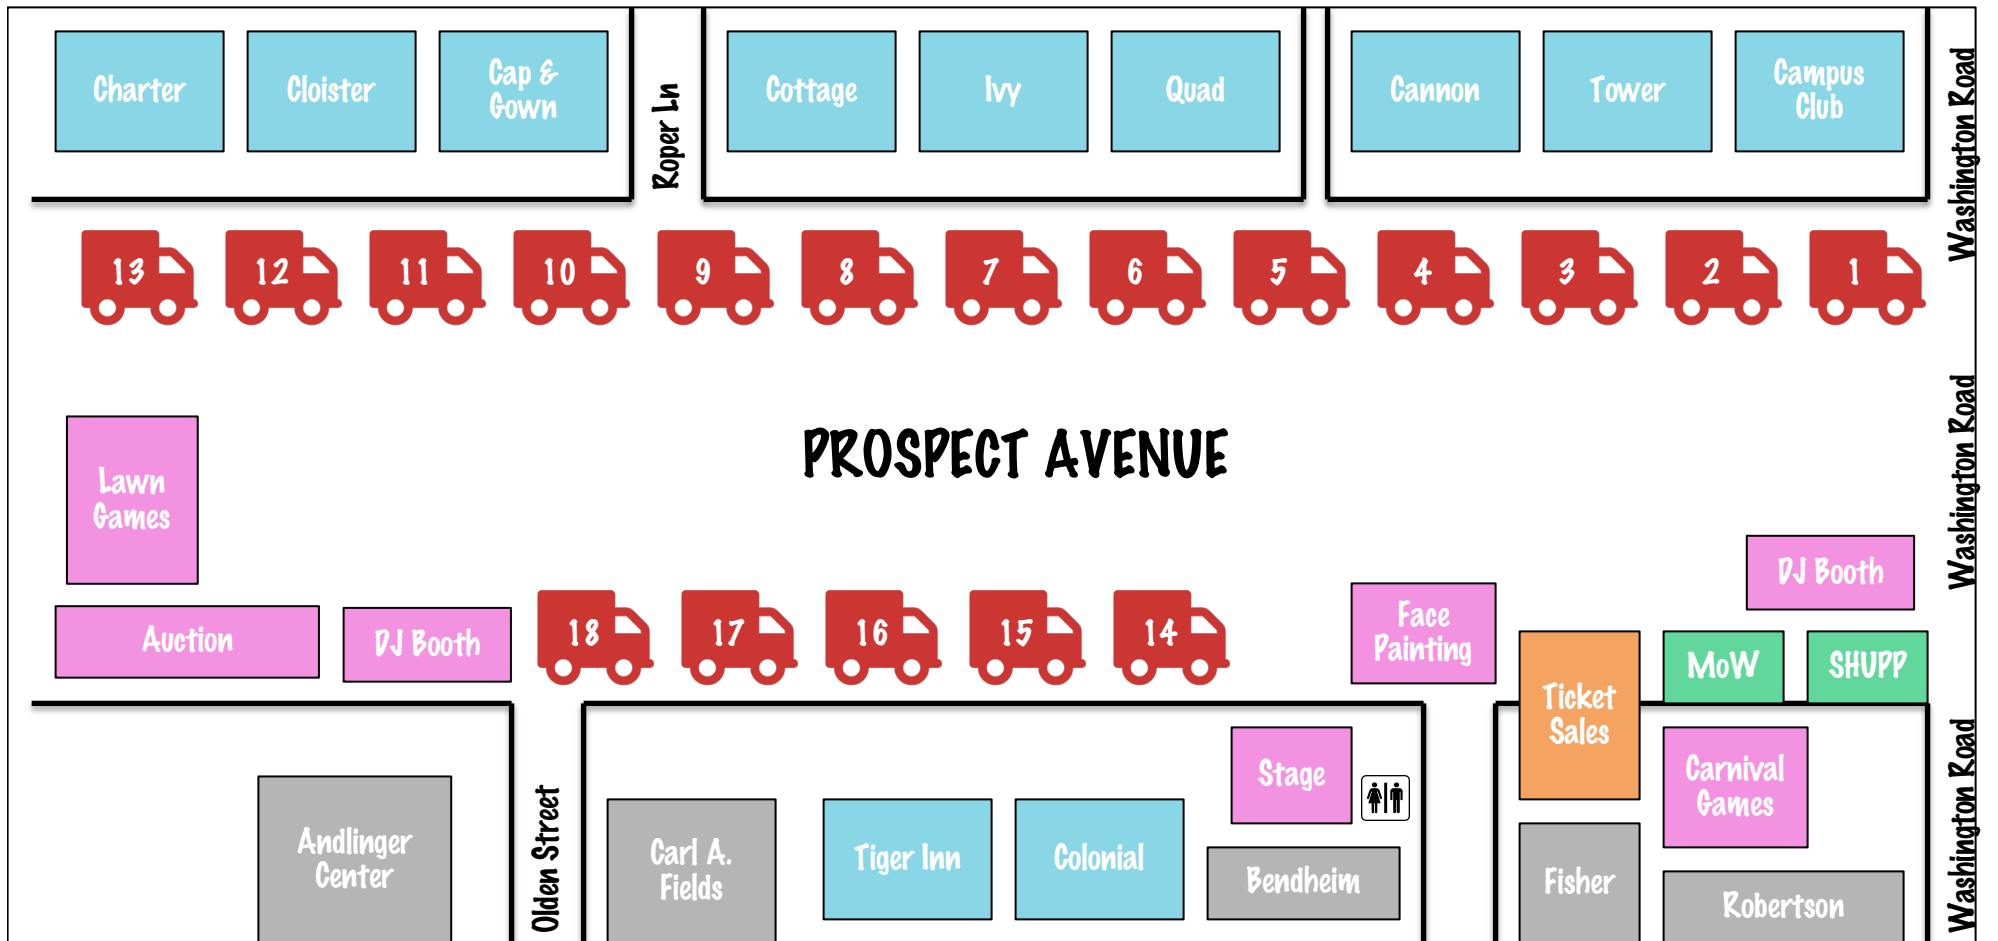 Charter
Cloister
Cap &
Gown
Roper Ln
Cottage
Ivy
Quad
Cannon
Tower
Campus
Club
Washington Road
13
12
11
10
9
8
7
6
5
4
3
2
1
PROSPECT AVENUE
Washington Road
Lawn
Games
DJ Booth
Auction
DJ Booth
18
17
16
15
14
Face
Painting
Ticket
Sales
MoW
SHUPP
Stage
Carnival
Games
Washington Road
Andlinger
Center
Olden Street
Carl A.
Fields
Tiger Inn
Colonial
Bendheim
Fisher
Robertson